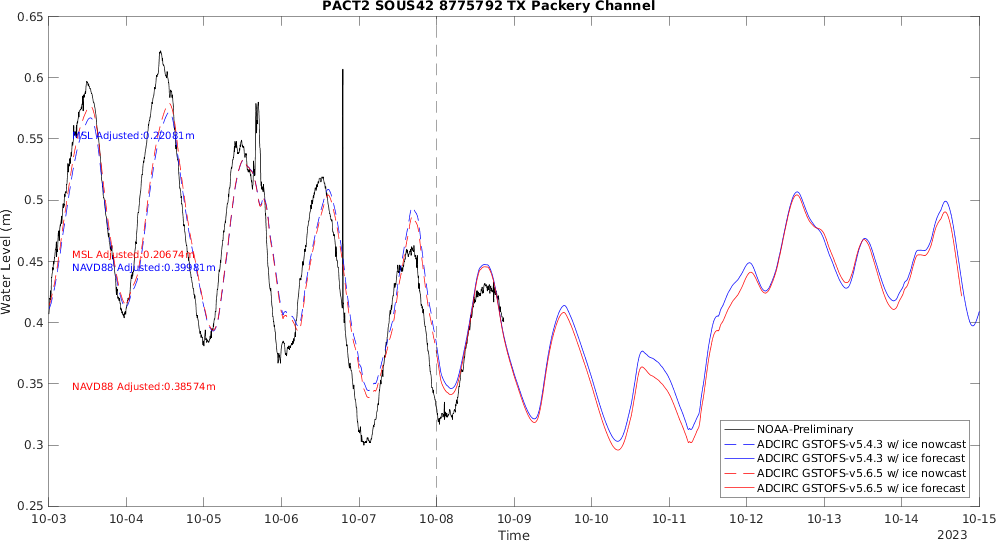 PACT2 SOUS42 8775792 TX Packery Channel
Water Level (m)
0.65
0.6
0.55
0.5
0.45
0.4
0.35
0.3
0.25
MSL Adjusted:0.22081m
MSL Adjusted:0.20674m
NAVD88 Adjusted:0.39981m
NAVD88 Adjusted:0.38574m
NOAA-Preliminary
ADCIRC GSTOFS-v5.4.3 w/ ice nowcast
ADCIRC GSTOFS-v5.4.3 w/ ice forecast
ADCIRC GSTOFS-v5.6.5 w/ ice nowcast
ADCIRC GSTOFS-v5.6.5 w/ ice forecast
10-03 10-04 10-05 10-06 10-07 10-08 10-09 10-10 10-11 10-12 10-13 10-14 10-15
Time
2023